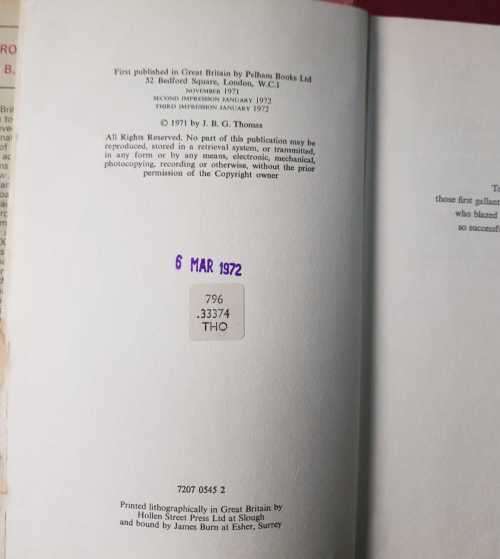 First published in Great Britain by Pelham Books Ltd
52 Bedford Square, London, W.C.1
NOVEMBER 1971
SECOND IMPRESSION JANUARY 1972
THIRD IMPRESSION JANUARY 1972
© 1971 by J. B. G. Thomas
All Rights Reserved. No part of this publication may be
reproduced, stored in a retrieval system, or transmitted,
in any form or by any means, electronic, mechanical,
photocopying, recording or otherwise, without the prior
permission of the Copyright owner
6 MAR 1972
796
.33374
THO
7207 0545 2
Printed lithographically in Great Britain by
Hollen Street Press Ltd at Slough
and bound by James Burn at Esher, Surrey
those first gallant
who blazed
so